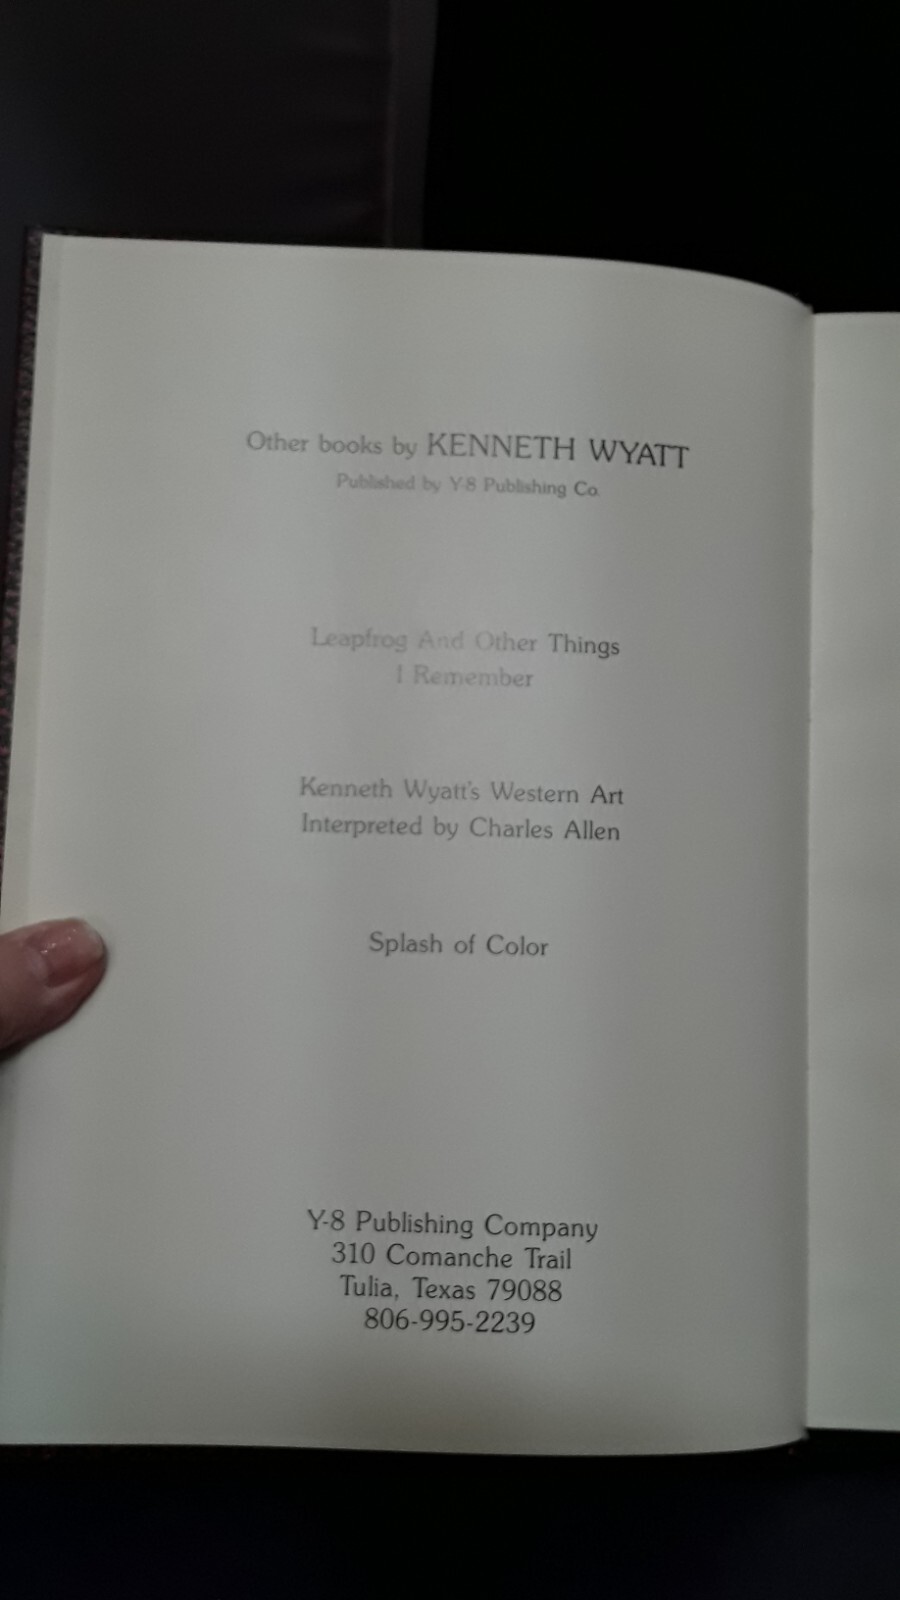 Other books by KENNETH WYATT
Published by Y-8 Publishing Co.
Leapfrog And Other Things
I Remember
Kenneth Wyatt's Western Art
Interpreted by Charles Allen
Splash of Color
Y-8 Publishing Company
310 Comanche Trail
Tulia, Texas 79088
806-995-2239